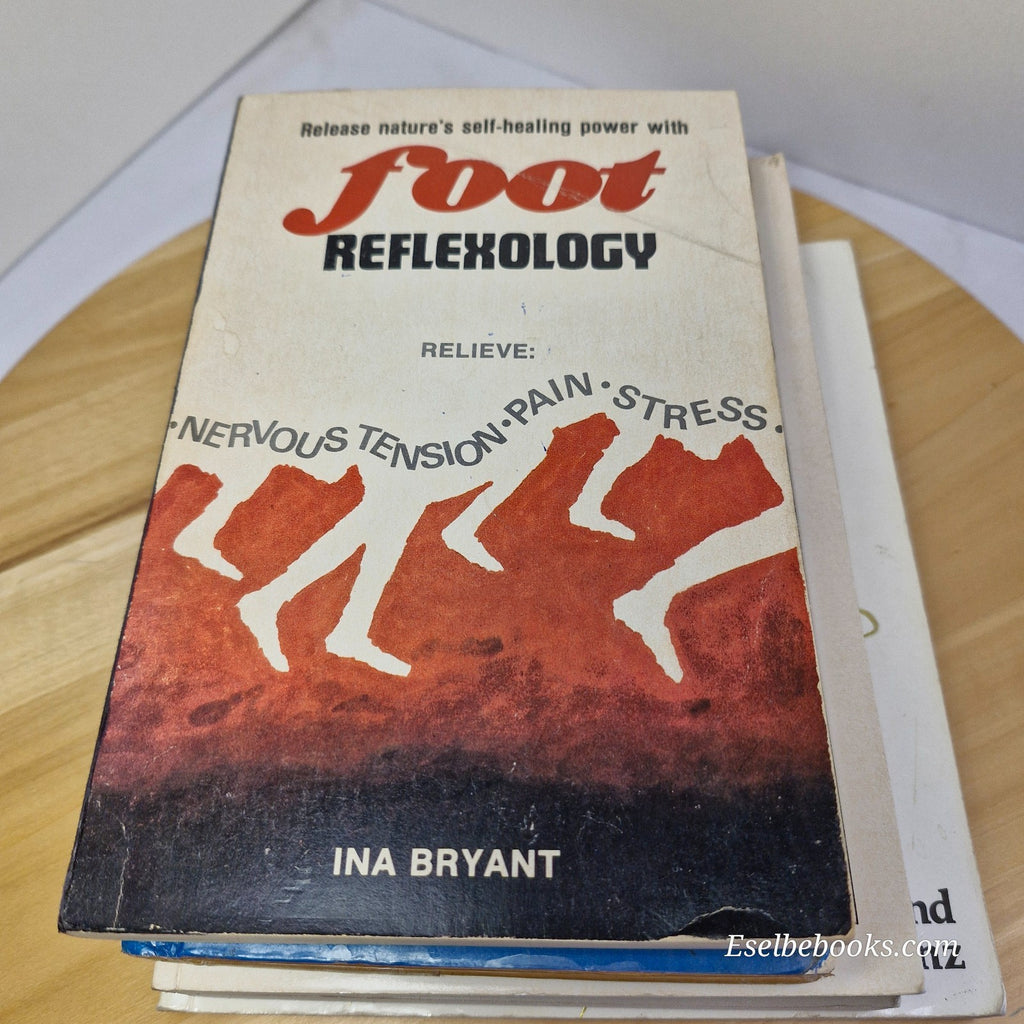 Release nature's self-healing power with
foot
REFLEXOLOGY
RELIEVE:
·NERVOUS TENSION·PAIN·STRESS·
INA BRYANT
Eselbebooks.com